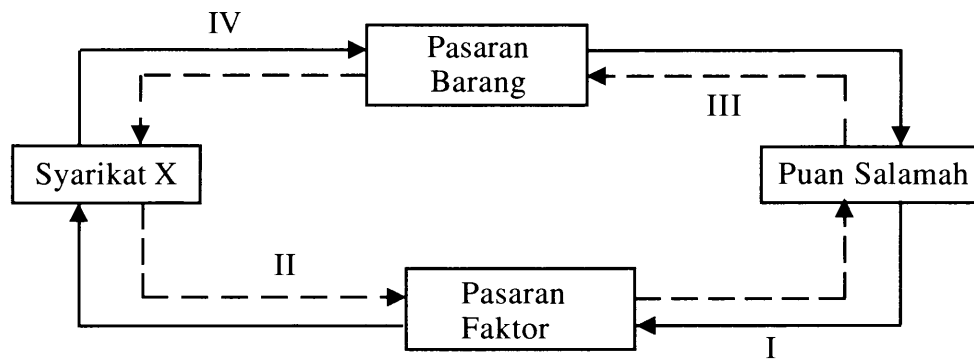 IV
Pasaran
Barang
III
Syarikat X
Puan Salamah
II
Pasaran
Faktor
I